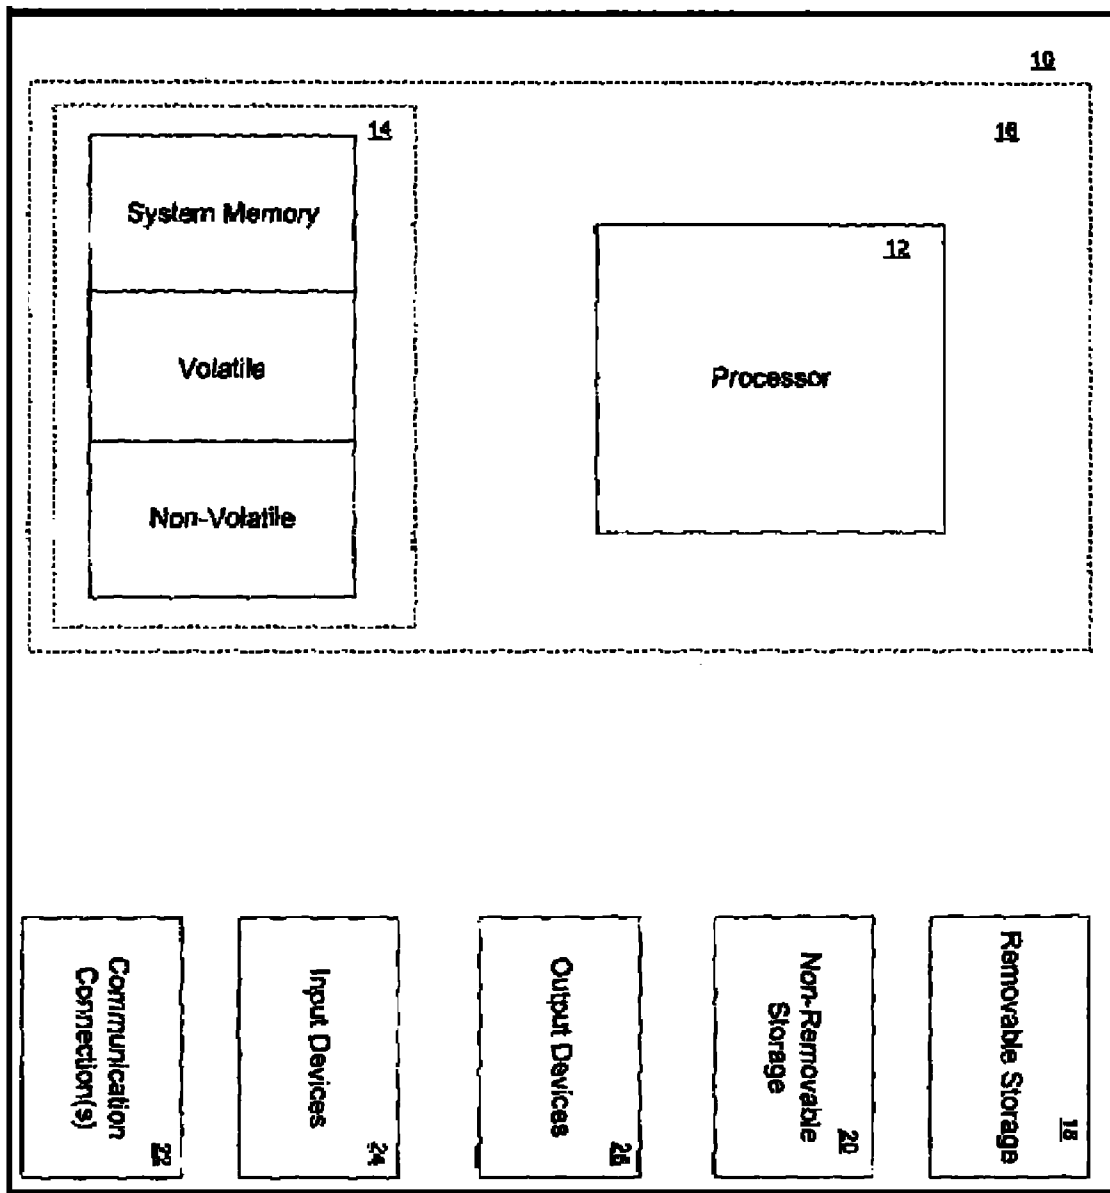 10
16
14
System Memory
12
Volatile
Processor
Non-Volatile
Communication
Connection(s)
22
Input Devices
24
Output Devices
26
Non-Removable
Storage
20
Removable Storage
18